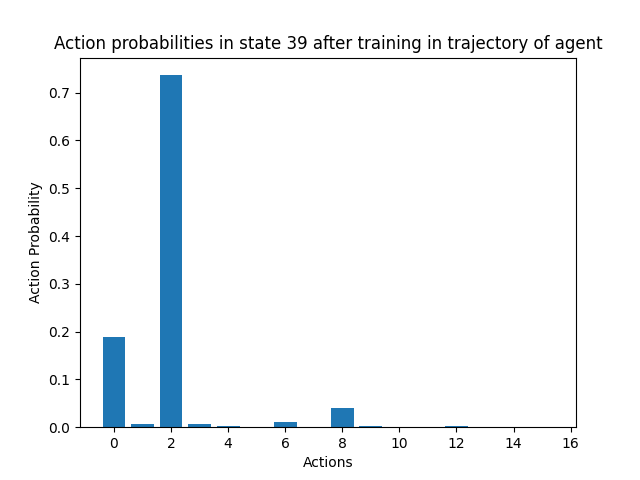 Action probabilities in state 39 after training in trajectory of agent
Action Probability
0.7
0.6
0.5
0.4
0.3
0.2
0.1
0.0
0 2 4 6 8 10 12 14 16
Actions